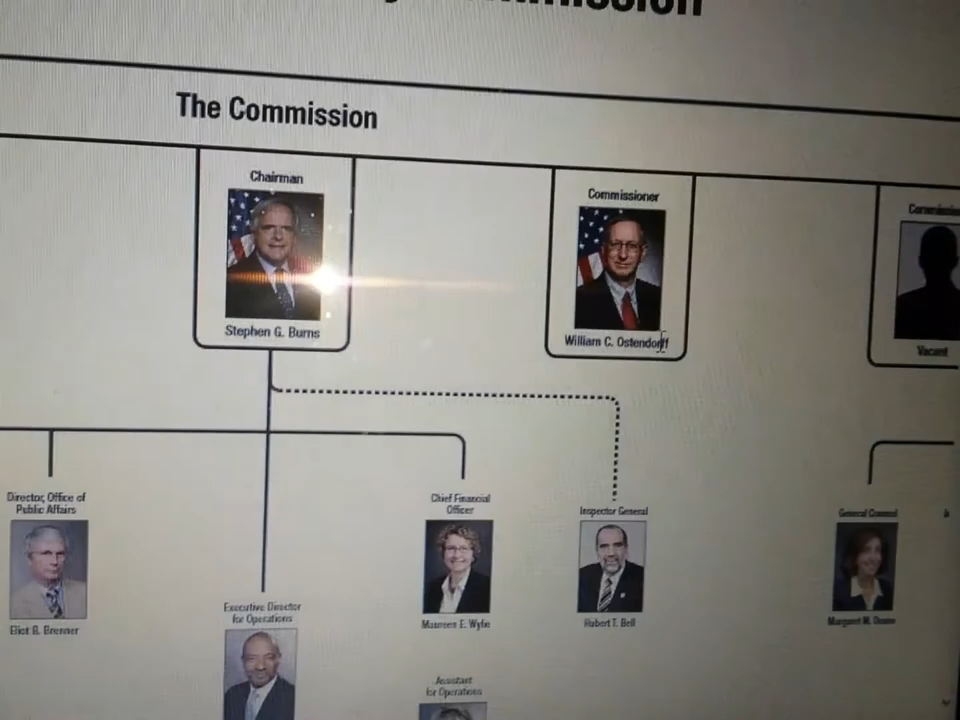 The Commission
Chairman
Stephen G. Burns
Commissioner
William C. Ostendorff
Vacant
Director, Office of
Public Affairs
Eliot B. Brenner
Executive Director
for Operations
Chief Financial
Officer
Maureen E. Wylie
Assistant
for Operations
Inspector General
Hubert T. Bell
General Counsel
Margaret M. Doane